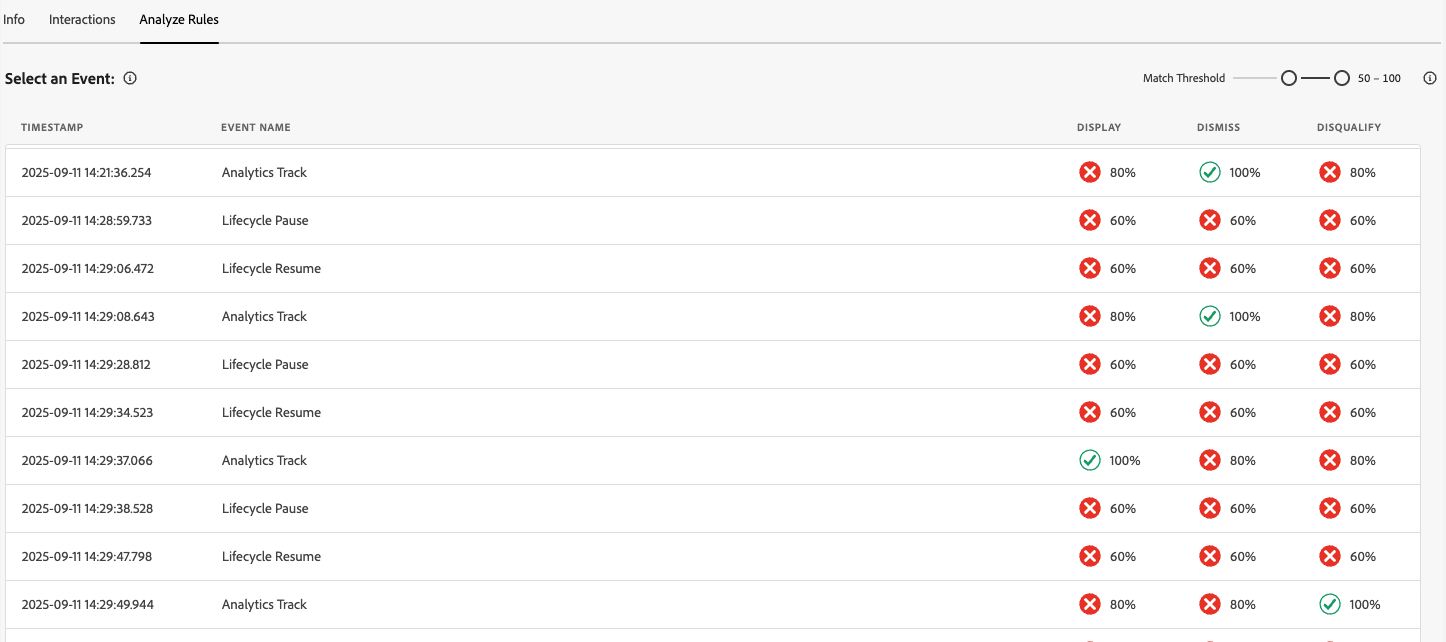 Info Interactions Analyze Rules
Select an Event:
Match Threshold 50 – 100
TIMESTAMP EVENT NAME DISPLAY DISMISS DISQUALIFY
2025-09-11 14:21:36.254 Analytics Track 80% 100% 80%
2025-09-11 14:28:59.733 Lifecycle Pause 60% 60% 60%
2025-09-11 14:29:06.472 Lifecycle Resume 60% 60% 60%
2025-09-11 14:29:08.643 Analytics Track 80% 100% 80%
2025-09-11 14:29:28.812 Lifecycle Pause 60% 60% 60%
2025-09-11 14:29:34.523 Lifecycle Resume 60% 60% 60%
2025-09-11 14:29:37.066 Analytics Track 100% 80% 80%
2025-09-11 14:29:38.528 Lifecycle Pause 60% 60% 60%
2025-09-11 14:29:47.798 Lifecycle Resume 60% 60% 60%
2025-09-11 14:29:49.944 Analytics Track 80% 80% 100%